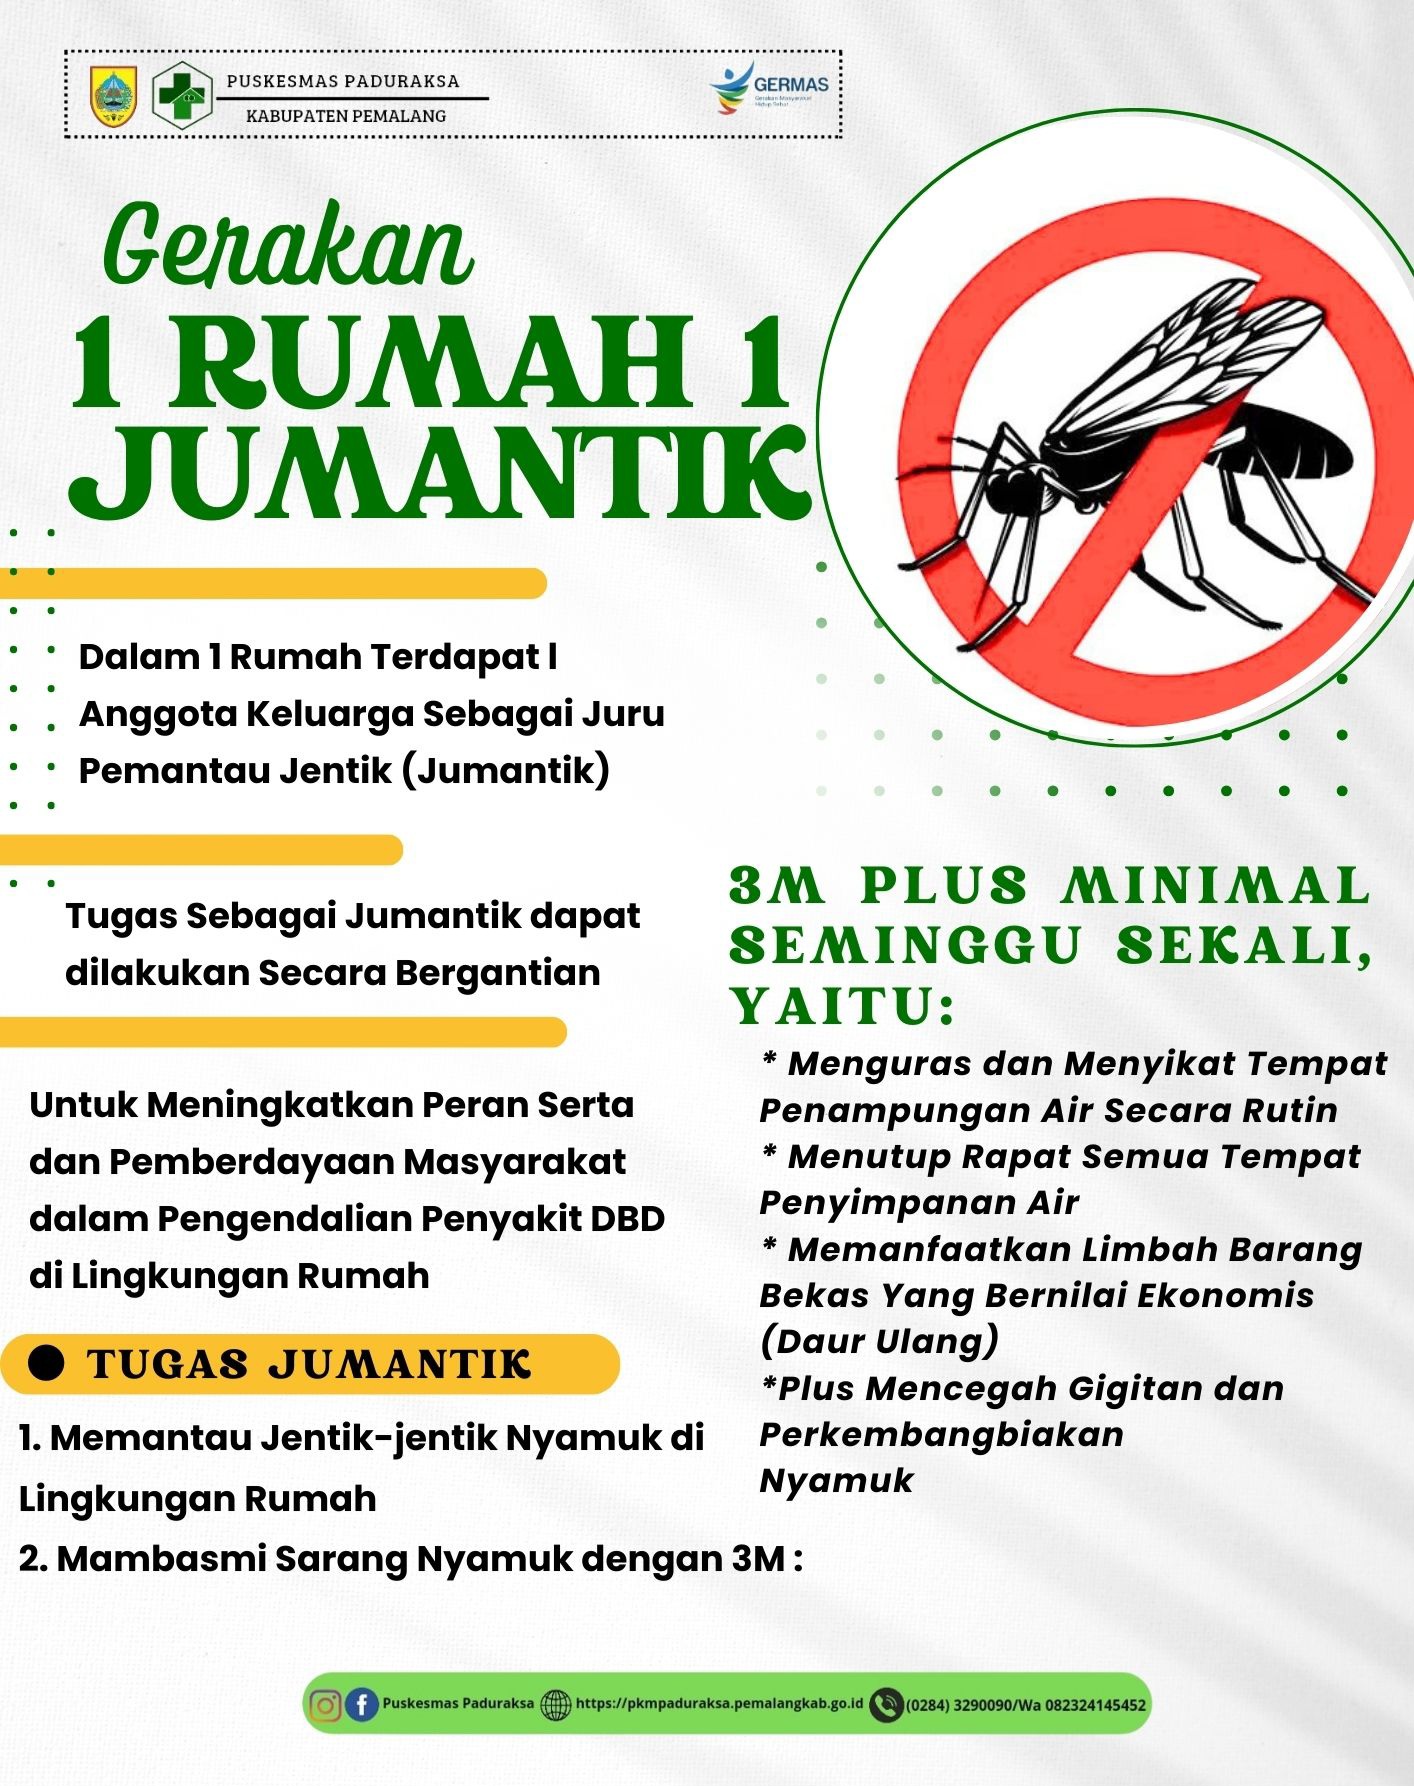 PUSKESMAS PADURAKSA
KABUPATEN PEMALANG
GERMAS
Gerakan Masyarakat
Hidup Sehat
Gerakan
1 RUMAH 1
JUMANTIK
Dalam 1 Rumah Terdapat l
Anggota Keluarga Sebagai Juru
Pemantau Jentik (Jumantik)
Tugas Sebagai Jumantik dapat
dilakukan Secara Bergantian
Untuk Meningkatkan Peran Serta
dan Pemberdayaan Masyarakat
dalam Pengendalian Penyakit DBD
di Lingkungan Rumah
TUGAS JUMANTIK
1. Memantau Jentik-jentik Nyamuk di
Lingkungan Rumah
2. Mambasmi Sarang Nyamuk dengan 3M :
3M PLUS MINIMAL
SEMINGGU SEKALI,
YAITU:
* Menguras dan Menyikat Tempat
Penampungan Air Secara Rutin
* Menutup Rapat Semua Tempat
Penyimpanan Air
* Memanfaatkan Limbah Barang
Bekas Yang Bernilai Ekonomis
(Daur Ulang)
*Plus Mencegah Gigitan dan
Perkembangbiakan
Nyamuk
Puskesmas Paduraksa https://pkmpaduraksa.pemalangkab.go.id (0284) 3290090/Wa 082324145452